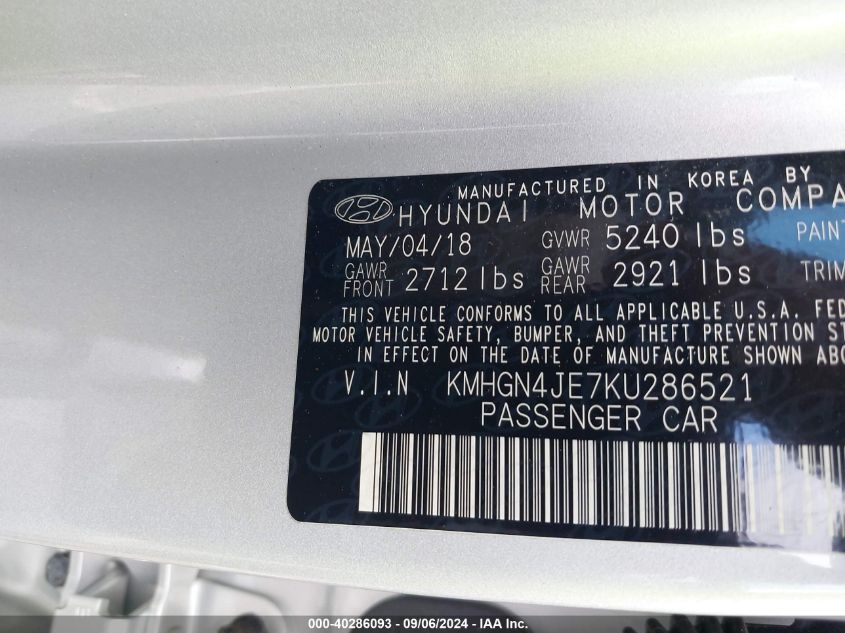 MANUFACTURED IN KOREA BY
HYUNDAI MOTOR COMPA
MAY/04/18 GVWR 5240 lbs PAINT
GAWR FRONT 2712 lbs GAWR REAR 2921 lbs TRIM
THIS VEHICLE CONFORMS TO ALL APPLICABLE U.S.A. FED
MOTOR VEHICLE SAFETY, BUMPER, AND THEFT PREVENTION ST
IN EFFECT ON THE DATE OF MANUFACTURE SHOWN ABO
V.I.N KMHGN4JE7KU286521
PASSENGER CAR
000-40286093 - 09/06/2024 - IAA Inc.